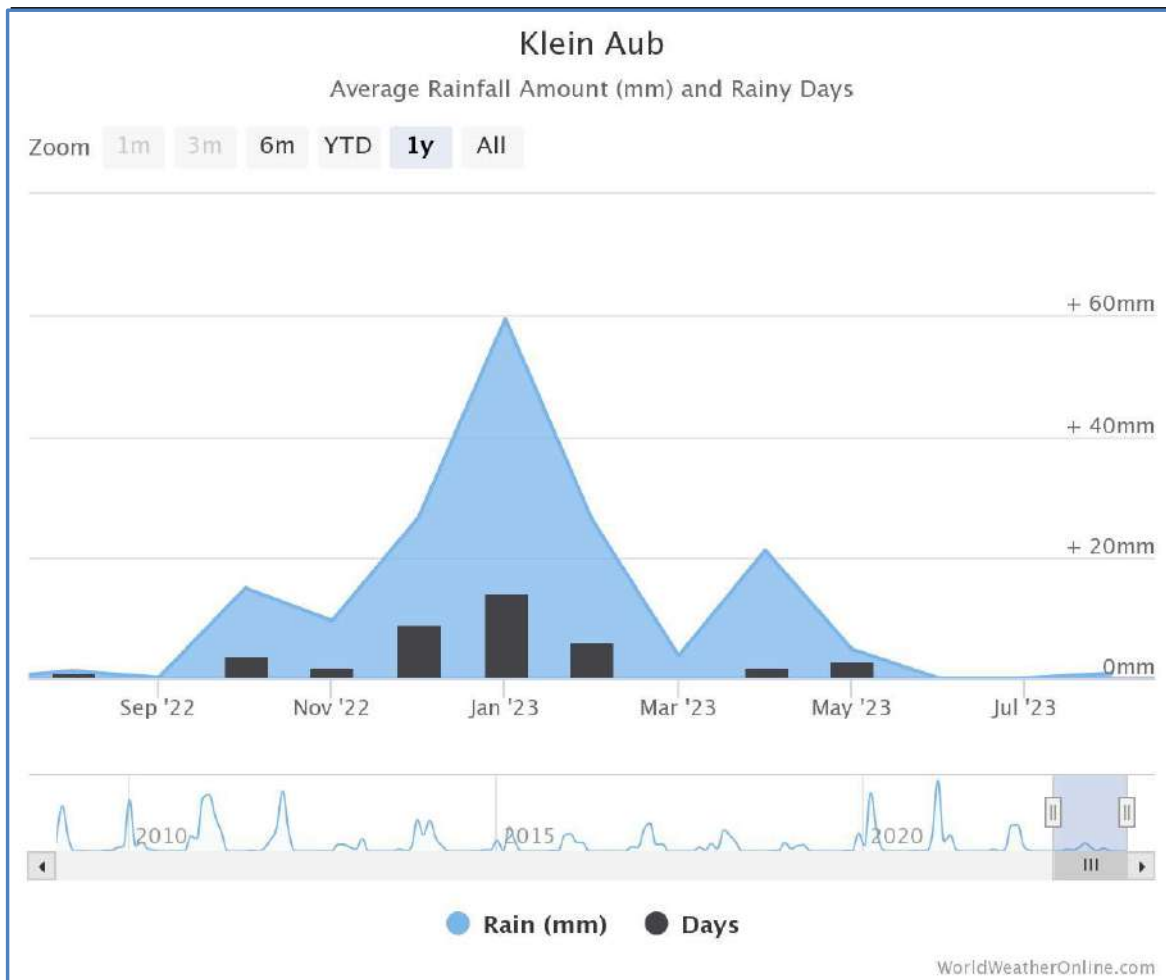 Klein Aub
Average Rainfall Amount (mm) and Rainy Days
Zoom 1m 3m 6m YTD 1y All
+ 60mm
+ 40mm
+ 20mm
0mm
Sep '22 Nov '22 Jan '23 Mar '23 May '23 Jul '23
2010 2015 2020
Rain (mm) Days
WorldWeatherOnline.com